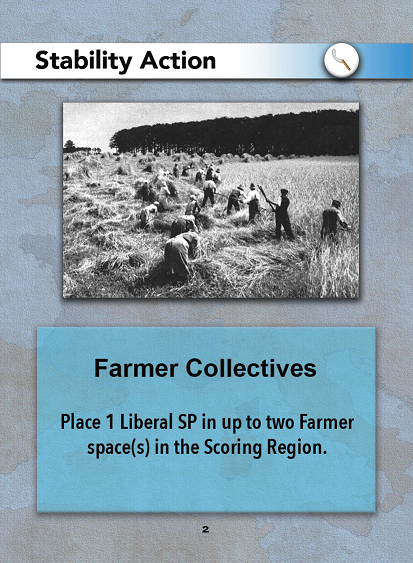 Stability Action
Farmer Collectives
Place 1 Liberal SP in up to two Farmer
space(s) in the Scoring Region.
2